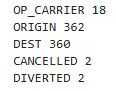 OP_CARRIER 18
ORIGIN 362
DEST 360
CANCELLED 2
DIVERTED 2